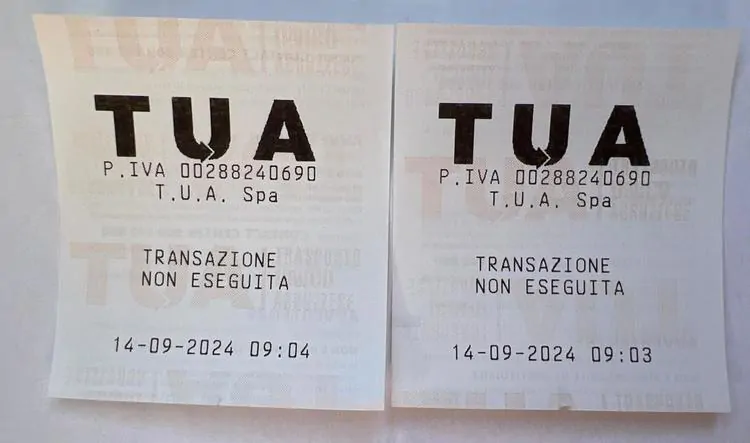 TUA
P.IVA 00288240690
T.U.A. Spa
TRANSAZIONE
NON ESEGUITA
14-09-2024 09:04
TUA
P.IVA 00288240690
T.U.A. Spa
TRANSAZIONE
NON ESEGUITA
14-09-2024 09:03